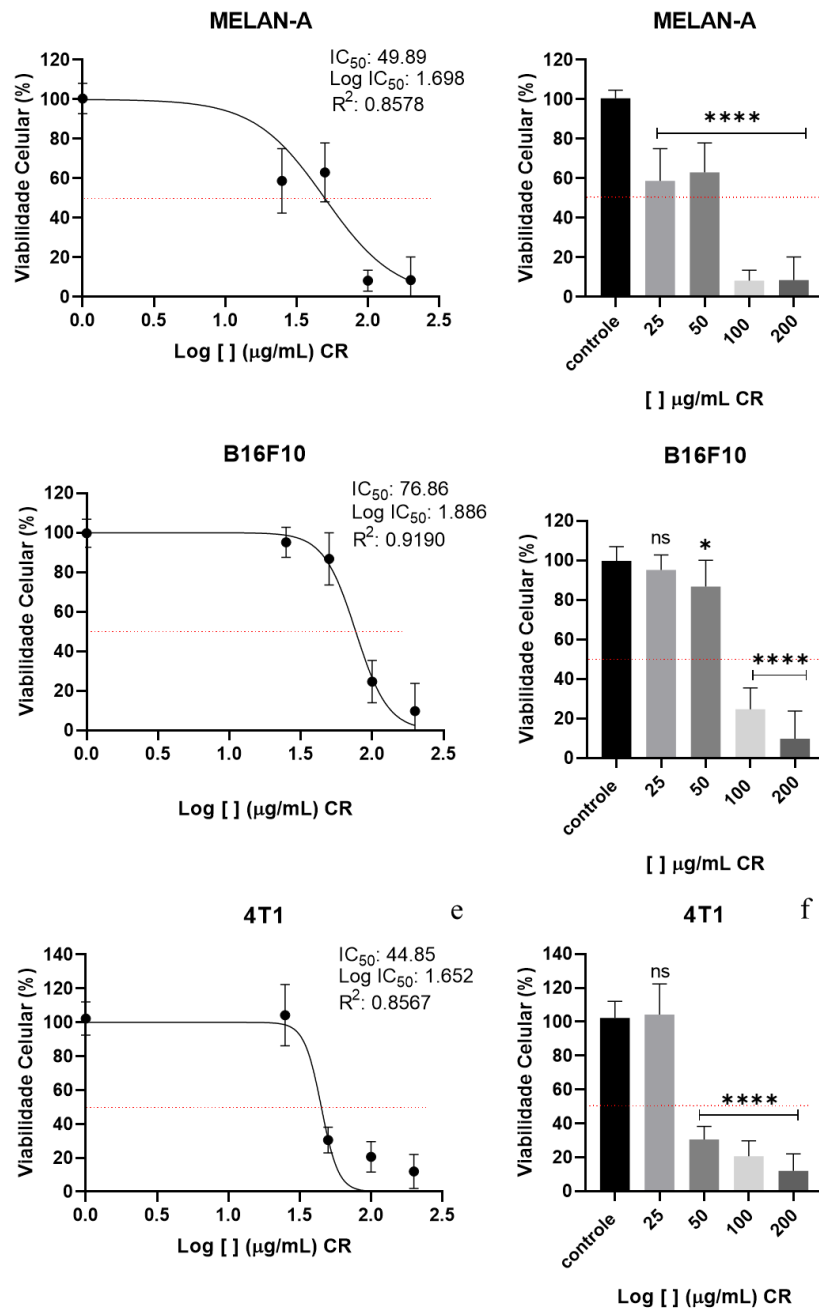 MELAN-A
IC50: 49.89
Log IC50: 1.698
R2: 0.8578
Viabilidade Celular (%)
120
100
80
60
40
20
0
0.0 0.5 1.0 1.5 2.0 2.5
Log [ ] (µg/mL) CR
MELAN-A
****
Viabilidade Celular (%)
120
100
80
60
40
20
0
controle 25 50 100 200
[ ] µg/mL CR
B16F10
IC50: 76.86
Log IC50: 1.886
R2: 0.9190
Viabilidade Celular (%)
120
100
80
60
40
20
0
0.0 0.5 1.0 1.5 2.0 2.5
Log [ ] (µg/mL) CR
B16F10
ns * ****
Viabilidade Celular (%)
120
100
80
60
40
20
0
controle 25 50 100 200
[ ] µg/mL CR
4T1 e
IC50: 44.85
Log IC50: 1.652
R2: 0.8567
Viabilidade Celular (%)
140
120
100
80
60
40
20
0
0.0 0.5 1.0 1.5 2.0 2.5
Log [ ] (µg/mL) CR
4T1 f
ns ****
Viabilidade Celular (%)
140
120
100
80
60
40
20
0
controle 25 50 100 200
Log [ ] (µg/mL) CR